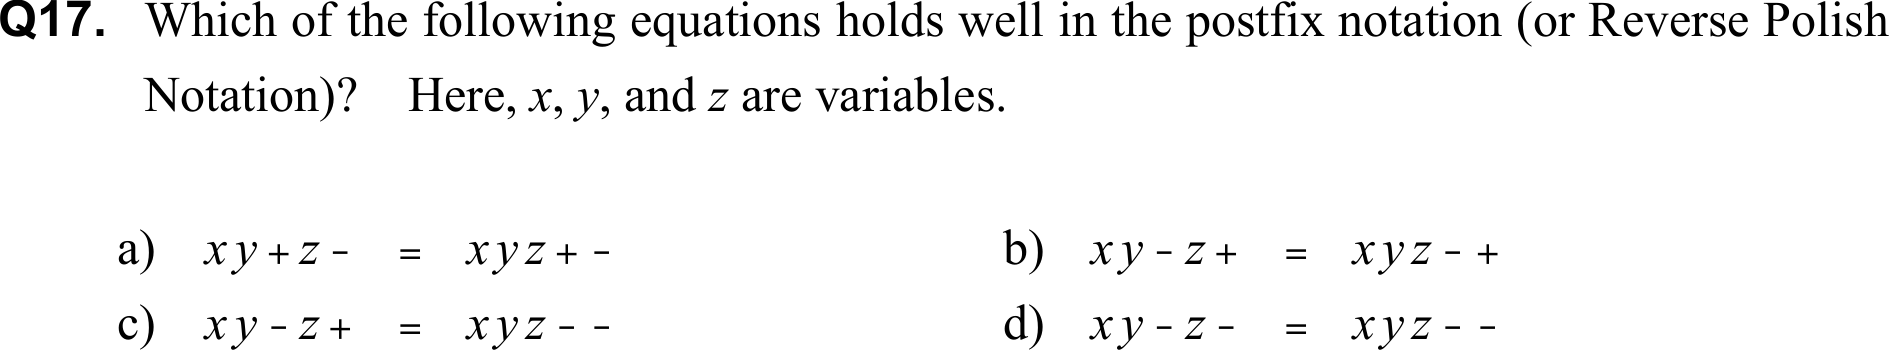 Q17. Which of the following equations holds well in the postfix notation (or Reverse Polish
Notation)? Here, x, y, and z are variables.
a) x y + z - = x y z + - b) x y - z + = x y z - +
c) x y - z + = x y z - - d) x y - z - = x y z - -